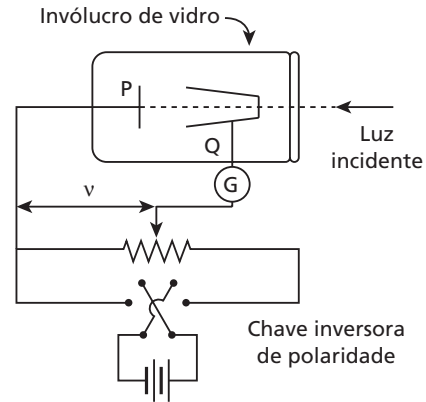 Invólucro de vidro
P
Q
G
Luz
incidente
ν
Chave inversora
de polaridade